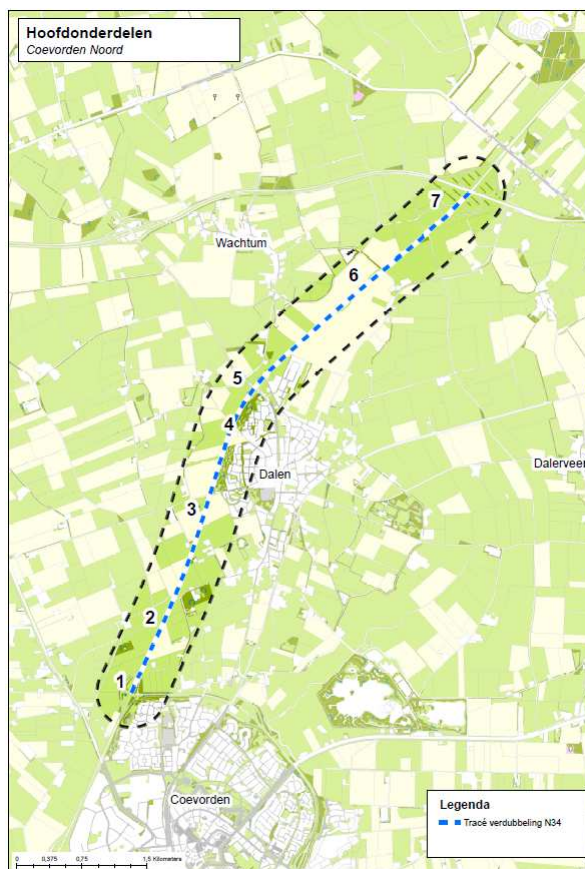 Hoofdonderdelen
Coevorden Noord
7
Wachtum
6
5
4
Dalen
Dalerveen
3
2
1
Coevorden
Legenda
Tracé verdubbeling N34
0 0,375 0,75 1,5 Kilometers